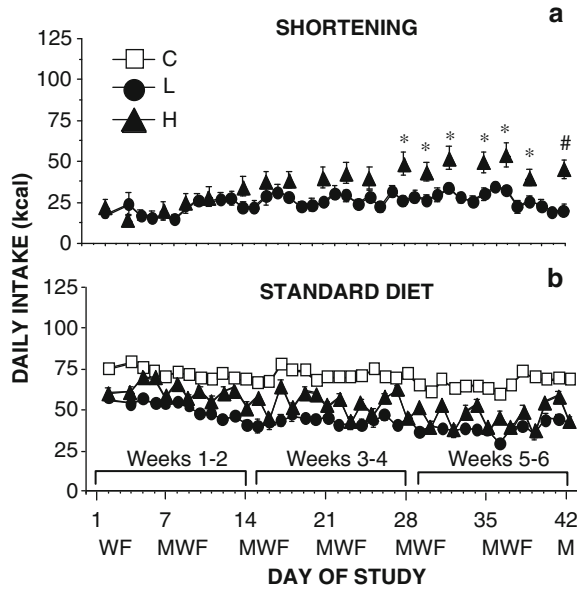 a
SHORTENING
125
100
75
50
25
0
C
L
H
* * * * * * #
b
STANDARD DIET
125
100
75
50
25
0
DAILY INTAKE (kcal)
Weeks 1-2 Weeks 3-4 Weeks 5-6
1 7 14 21 28 35 42
WF MWF MWF MWF MWF MWF M
DAY OF STUDY